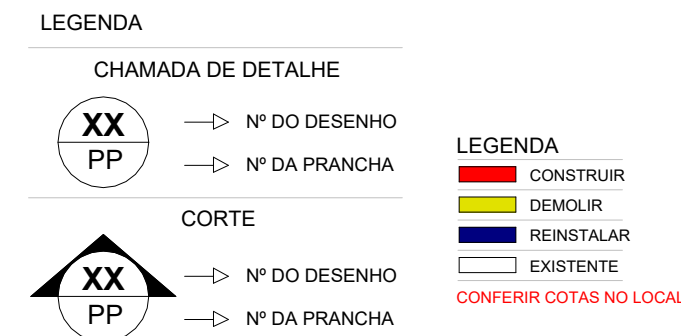 LEGENDA
CHAMADA DE DETALHE
XX
Nº DO DESENHO
PP
Nº DA PRANCHA
CORTE
XX
Nº DO DESENHO
PP
Nº DA PRANCHA
LEGENDA
CONSTRUIR
DEMOLIR
REINSTALAR
EXISTENTE
CONFERIR COTAS NO LOCAL